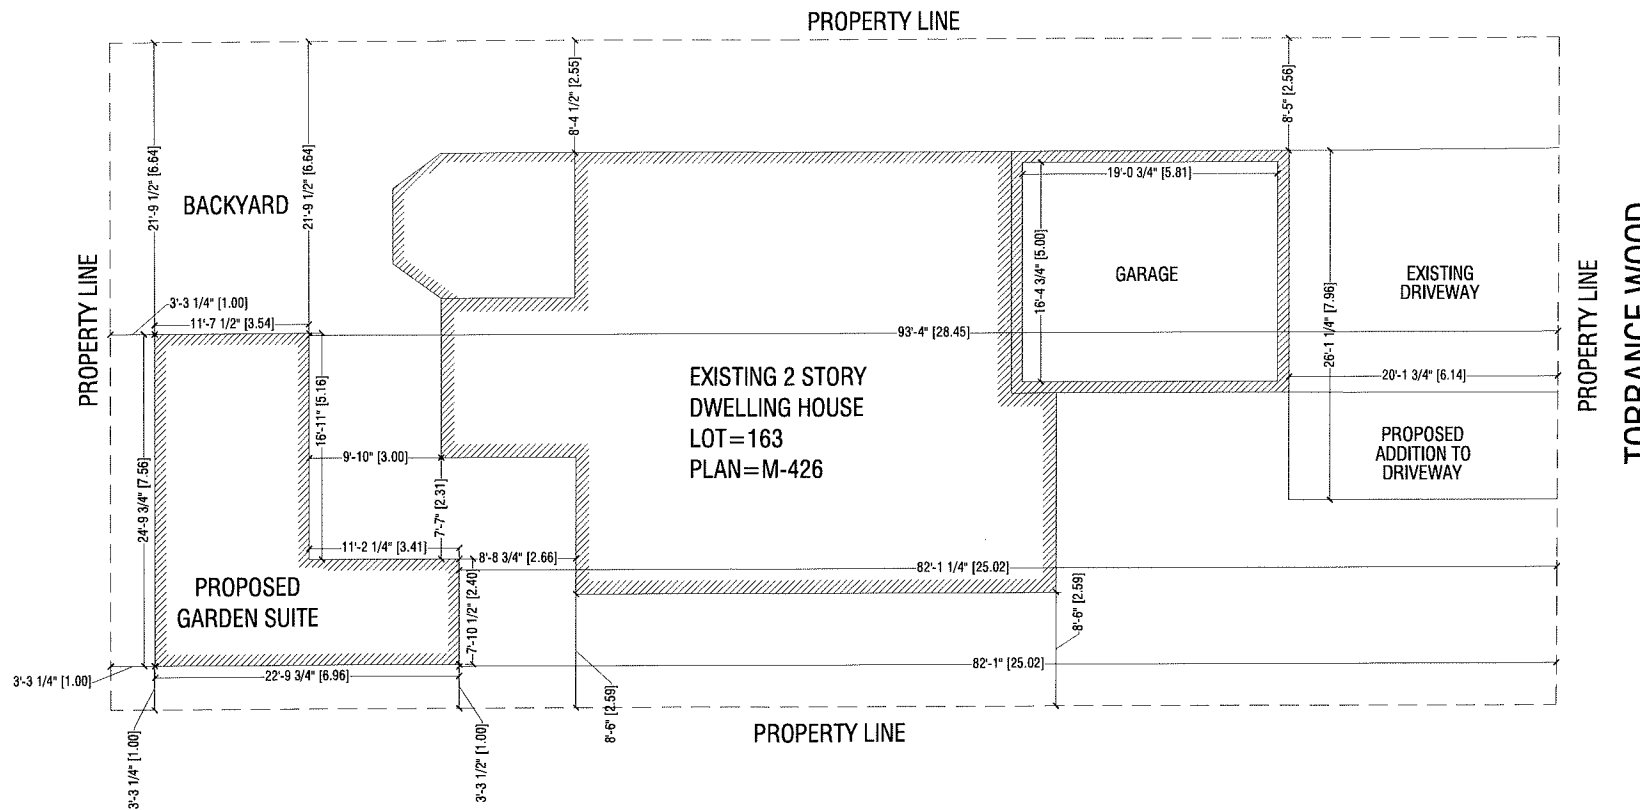 PROPERTY LINE
8'-4 1/2" [2.55]
8'-5" [2.56]
21'-9 1/2" [6.64]
21'-9 1/2" [6.64]
BACKYARD
19'-0 3/4" [5.81]
16'-4 3/4" [5.00]
GARAGE
EXISTING
DRIVEWAY
26'-1 1/4" [7.96]
PROPERTY LINE
PROPERTY LINE
TORRANCE WOOD
3'-3 1/4" [1.00]
11'-7 1/2" [3.54]
93'-4" [28.45]
20'-1 3/4" [6.14]
EXISTING 2 STORY
DWELLING HOUSE
LOT=163
PLAN=M-426
16'-11" [5.16]
9'-10" [3.00]
7'-7" [2.31]
24'-9 3/4" [7.56]
PROPOSED
ADDITION TO
DRIVEWAY
11'-2 1/4" [3.41]
8'-8 3/4" [2.66]
82'-1 1/4" [25.02]
PROPOSED
GARDEN SUITE
7'-10 1/2" [2.40]
8'-6" [2.59]
82'-1" [25.02]
3'-3 1/4" [1.00]
22'-9 3/4" [6.96]
8'-6" [2.59]
PROPERTY LINE
3'-3 1/4" [1.00]
3'-3 1/2" [1.00]